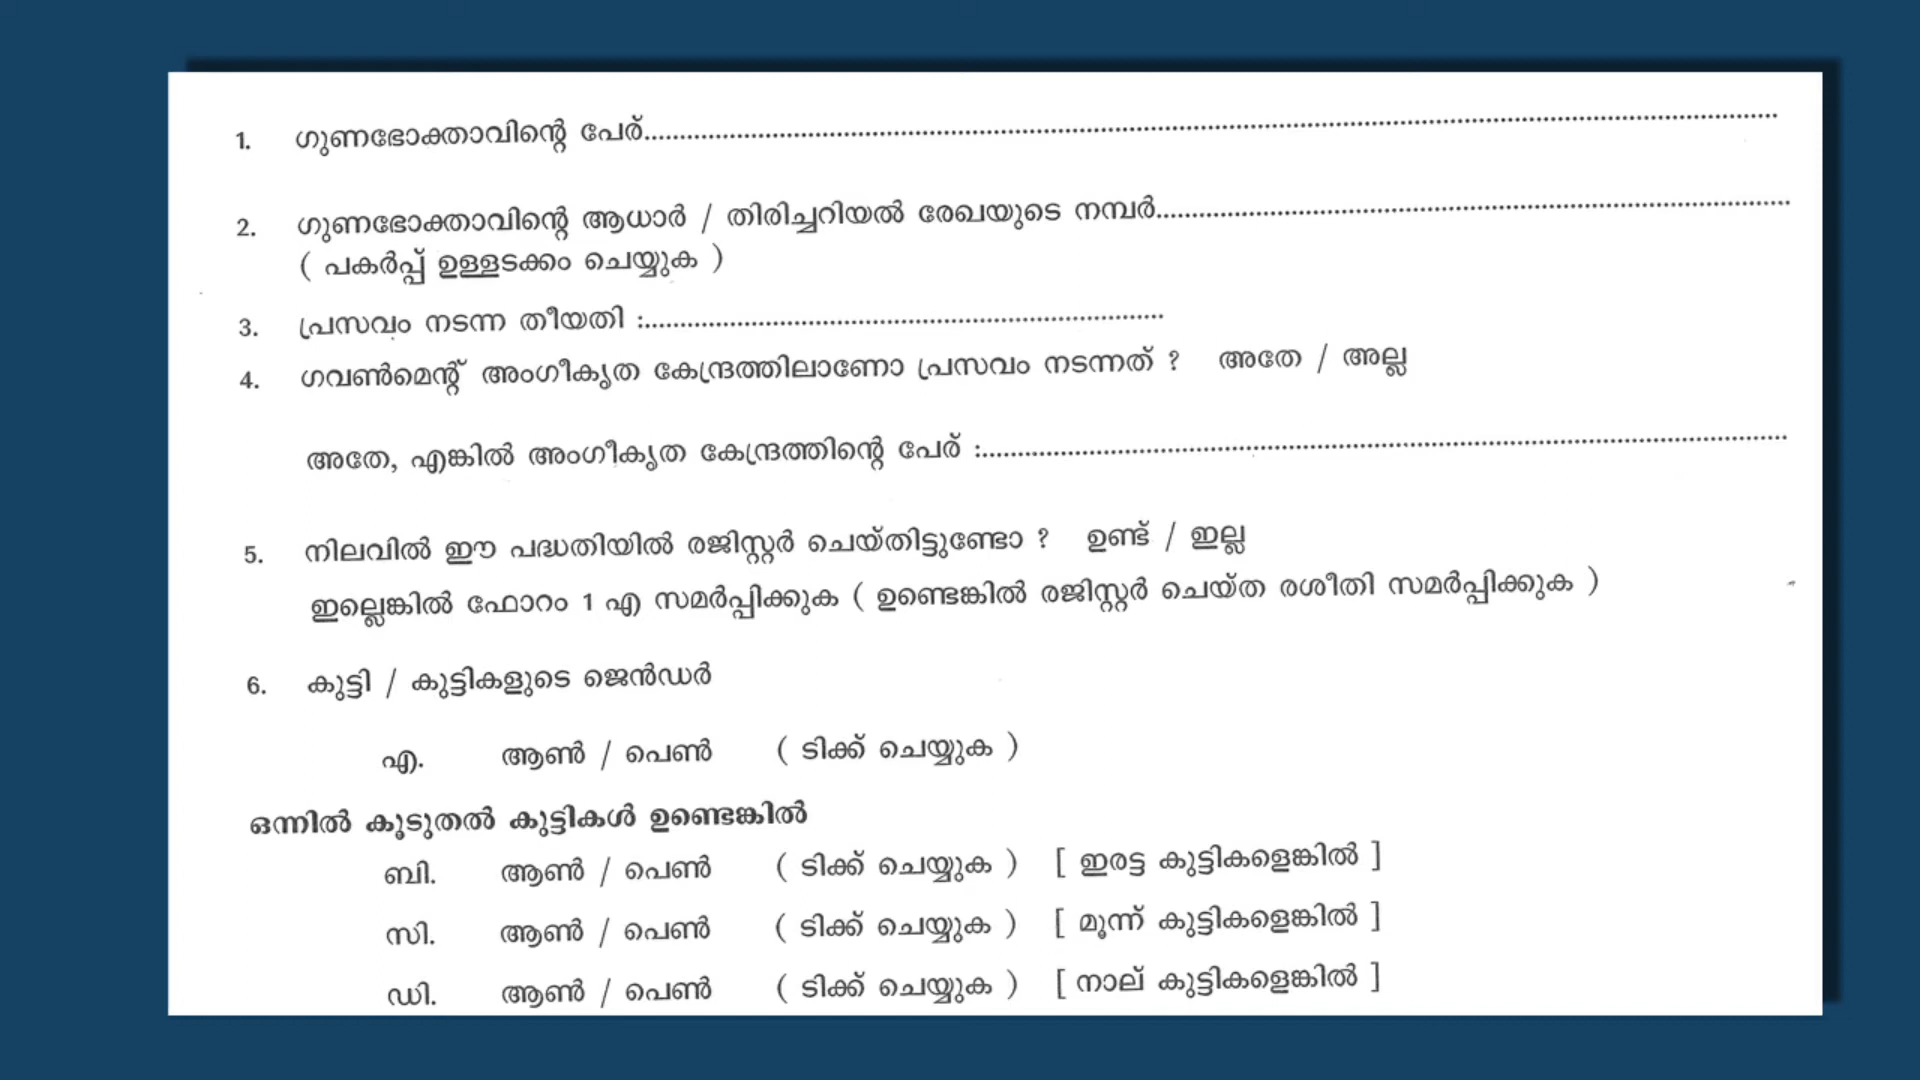 1. ഗുണഭോക്താവിന്റെ പേര്......................................................................
2. ഗുണഭോക്താവിന്റെ ആധാർ / തിരിച്ചറിയൽ രേഖയുടെ നമ്പർ......................................................................
( പകർപ്പ് ഉള്ളടക്കം ചെയ്യുക )
3. പ്രസവം നടന്ന തീയതി :......................................................................
4. ഗവൺമെന്റ് അംഗീകൃത കേന്ദ്രത്തിലാണോ പ്രസവം നടന്നത് ? അതേ / അല്ല
അതേ, എങ്കിൽ അംഗീകൃത കേന്ദ്രത്തിന്റെ പേര് :......................................................................
5. നിലവിൽ ഈ പദ്ധതിയിൽ രജിസ്റ്റർ ചെയ്തിട്ടുണ്ടോ ? ഉണ്ട് / ഇല്ല
ഇല്ലെങ്കിൽ ഫോറം 1 എ സമർപ്പിക്കുക ( ഉണ്ടെങ്കിൽ രജിസ്റ്റർ ചെയ്ത രശീതി സമർപ്പിക്കുക )
6. കുട്ടി / കുട്ടികളുടെ ജെൻഡർ
എ. ആൺ / പെൺ ( ടിക്ക് ചെയ്യുക )
ഒന്നിൽ കൂടുതൽ കുട്ടികൾ ഉണ്ടെങ്കിൽ
ബി. ആൺ / പെൺ ( ടിക്ക് ചെയ്യുക ) [ ഇരട്ട കുട്ടികളെങ്കിൽ ]
സി. ആൺ / പെൺ ( ടിക്ക് ചെയ്യുക ) [ മൂന്ന് കുട്ടികളെങ്കിൽ ]
ഡി. ആൺ / പെൺ ( ടിക്ക് ചെയ്യുക ) [ നാല് കുട്ടികളെങ്കിൽ ]